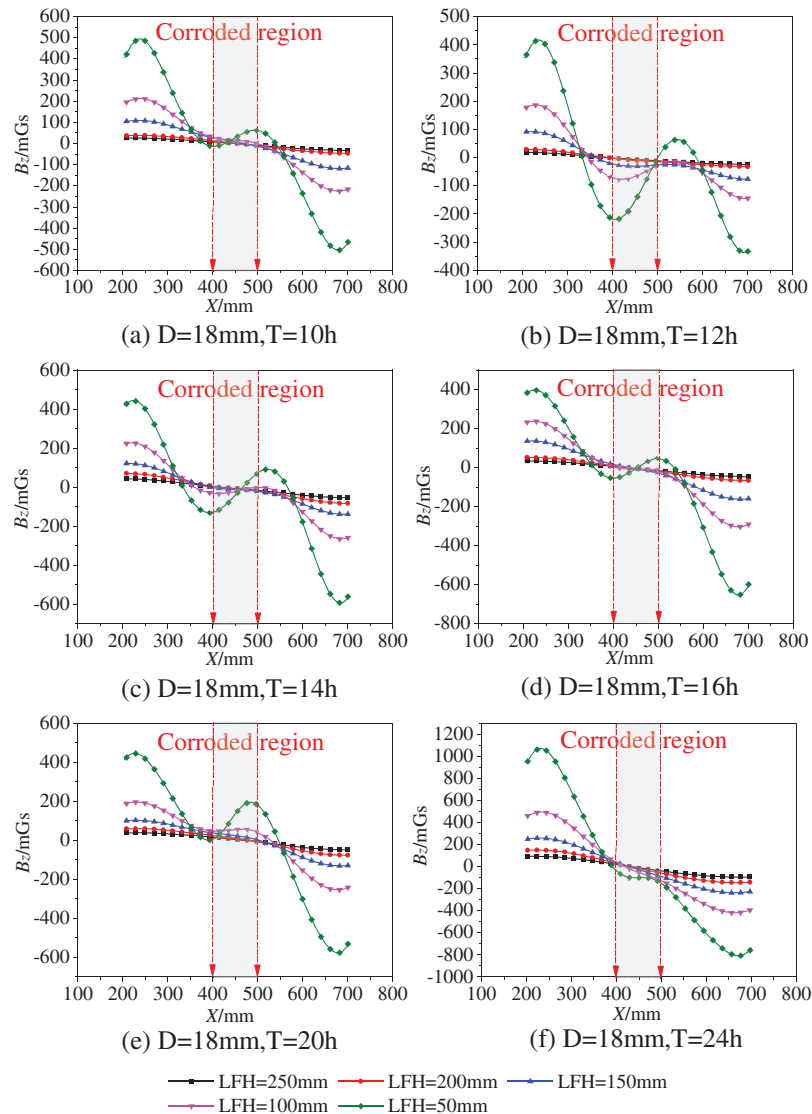 600
500
400
300
200
100
0
-100
-200
-300
-400
-500
-600
Bz/mGs
Corroded region
100 200 300 400 500 600 700 800
X/mm
(a) D=18mm,T=10h
500
400
300
200
100
0
-100
-200
-300
-400
Bz/mGs
Corroded region
100 200 300 400 500 600 700 800
X/mm
(b) D=18mm,T=12h
600
400
200
0
-200
-400
-600
Bz/mGs
Corroded region
100 200 300 400 500 600 700 800
X/mm
(c) D=18mm,T=14h
400
200
0
-200
-400
-600
-800
Bz/mGs
Corroded region
100 200 300 400 500 600 700 800
X/mm
(d) D=18mm,T=16h
600
400
200
0
-200
-400
-600
Bz/mGs
Corroded region
100 200 300 400 500 600 700 800
X/mm
(e) D=18mm,T=20h
1200
1000
800
600
400
200
0
-200
-400
-600
-800
-1000
Bz/mGs
Corroded region
100 200 300 400 500 600 700 800
X/mm
(f) D=18mm,T=24h
LFH=250mm LFH=200mm LFH=150mm
LFH=100mm LFH=50mm